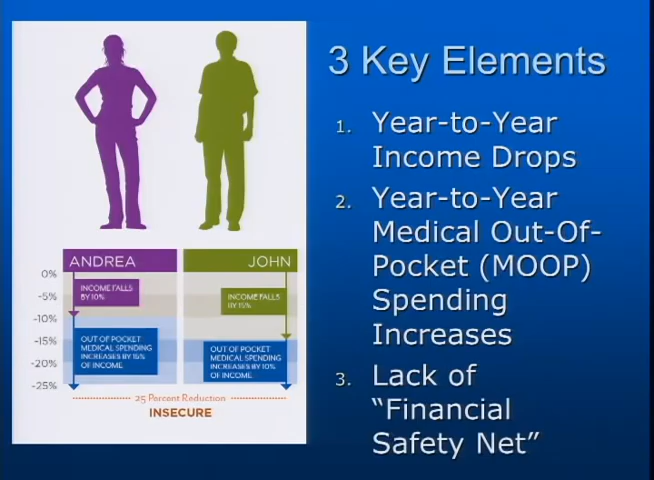 3 Key Elements
1. Year-to-Year
Income Drops
2. Year-to-Year
Medical Out-Of-
Pocket (MOOP)
Spending
Increases
3. Lack of
“Financial
Safety Net”
ANDREA
JOHN
0%
-5%
-10%
-15%
-20%
-25%
INCOME FALLS
BY 10%
OUT OF POCKET
MEDICAL SPENDING
INCREASES BY 15%
OF INCOME
INCOME FALLS
BY 15%
OUT OF POCKET
MEDICAL SPENDING
INCREASES BY 10%
OF INCOME
25 Percent Reduction
INSECURE